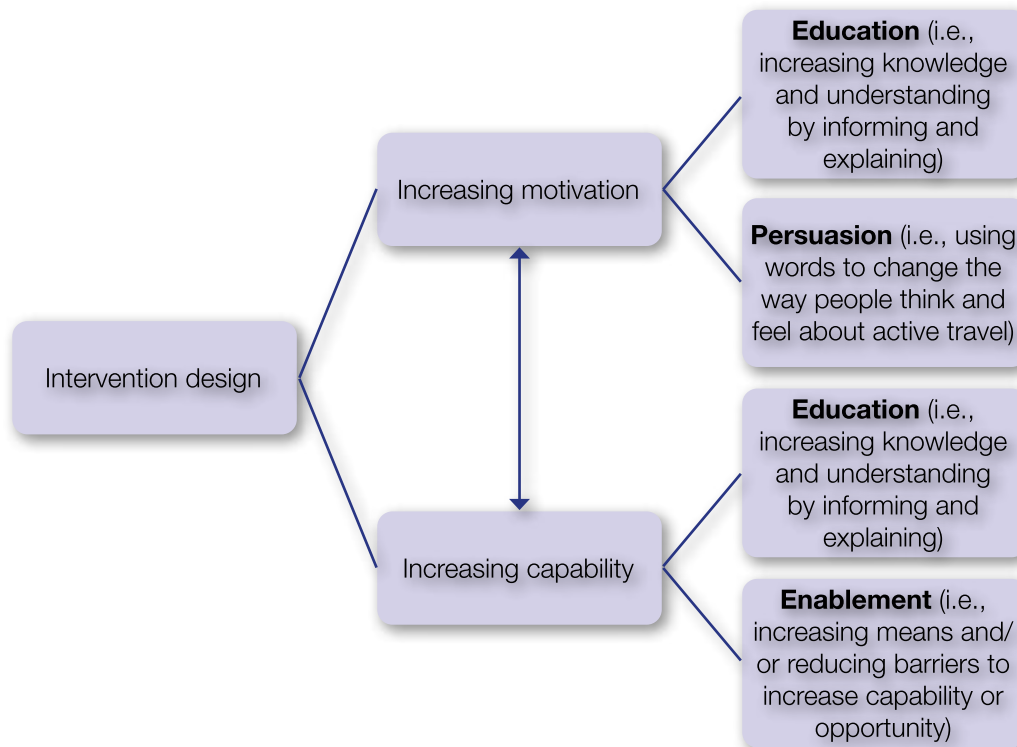 Education (i.e.,
increasing knowledge
and understanding
by informing and
explaining)
Increasing motivation
Persuasion (i.e., using
words to change the
way people think and
feel about active travel)
Intervention design
Education (i.e.,
increasing knowledge
and understanding
by informing and
explaining)
Increasing capability
Enablement (i.e.,
increasing means and/
or reducing barriers to
increase capability or
opportunity)